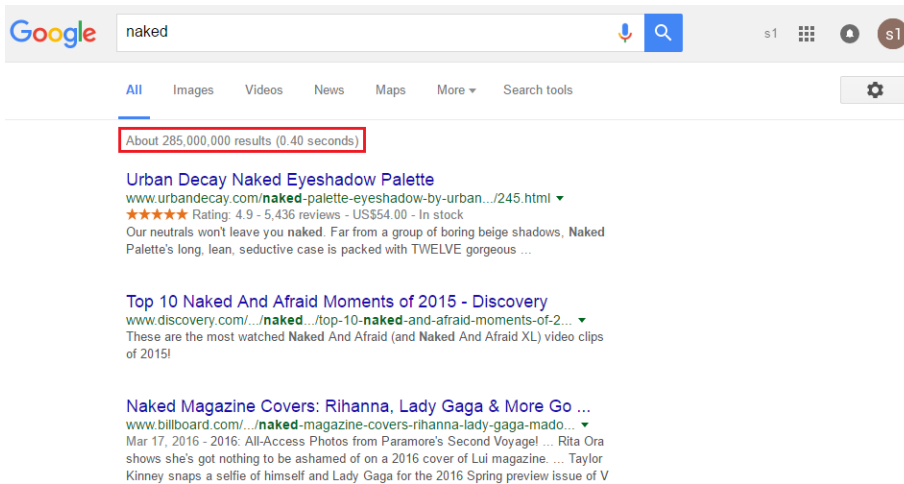 Google
naked
s1
s1
All Images Videos News Maps More Search tools
About 285,000,000 results (0.40 seconds)
Urban Decay Naked Eyeshadow Palette
www.urbandecay.com/naked-palette-eyeshadow-by-urban.../245.html
Rating: 4.9 - 5,436 reviews - US$54.00 - In stock
Our neutrals won't leave you naked. Far from a group of boring beige shadows, Naked
Palette's long, lean, seductive case is packed with TWELVE gorgeous ...
Top 10 Naked And Afraid Moments of 2015 - Discovery
www.discovery.com/.../naked.../top-10-naked-and-afraid-moments-of-2...
These are the most watched Naked And Afraid (and Naked And Afraid XL) video clips
of 2015!
Naked Magazine Covers: Rihanna, Lady Gaga & More Go ...
www.billboard.com/.../naked-magazine-covers-rihanna-lady-gaga-mado...
Mar 17, 2016 - 2016: All-Access Photos from Paramore's Second Voyage! ... Rita Ora
shows she's got nothing to be ashamed of on a 2016 cover of Lui magazine. ... Taylor
Kinney snaps a selfie of himself and Lady Gaga for the 2016 Spring preview issue of V